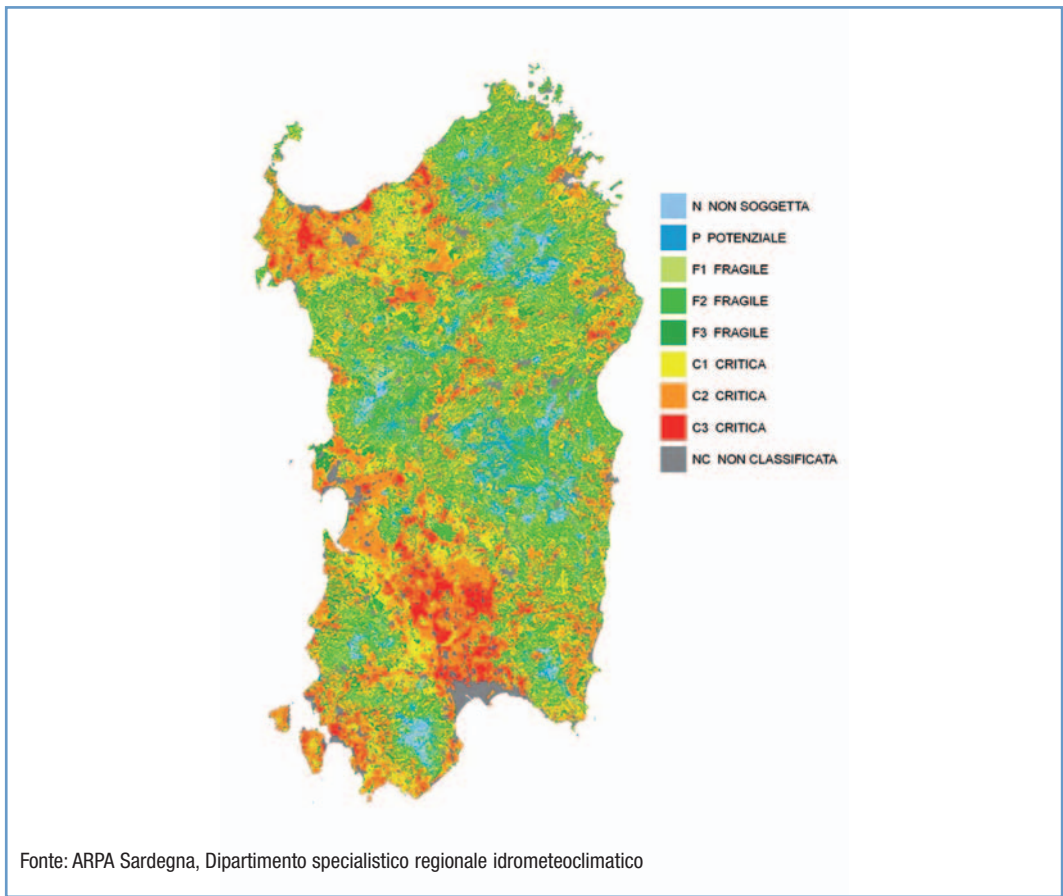 N NON SOGGETTA
P POTENZIALE
F1 FRAGILE
F2 FRAGILE
F3 FRAGILE
C1 CRITICA
C2 CRITICA
C3 CRITICA
NC NON CLASSIFICATA
Fonte: ARPA Sardegna, Dipartimento specialistico regionale idrometeoclimatico